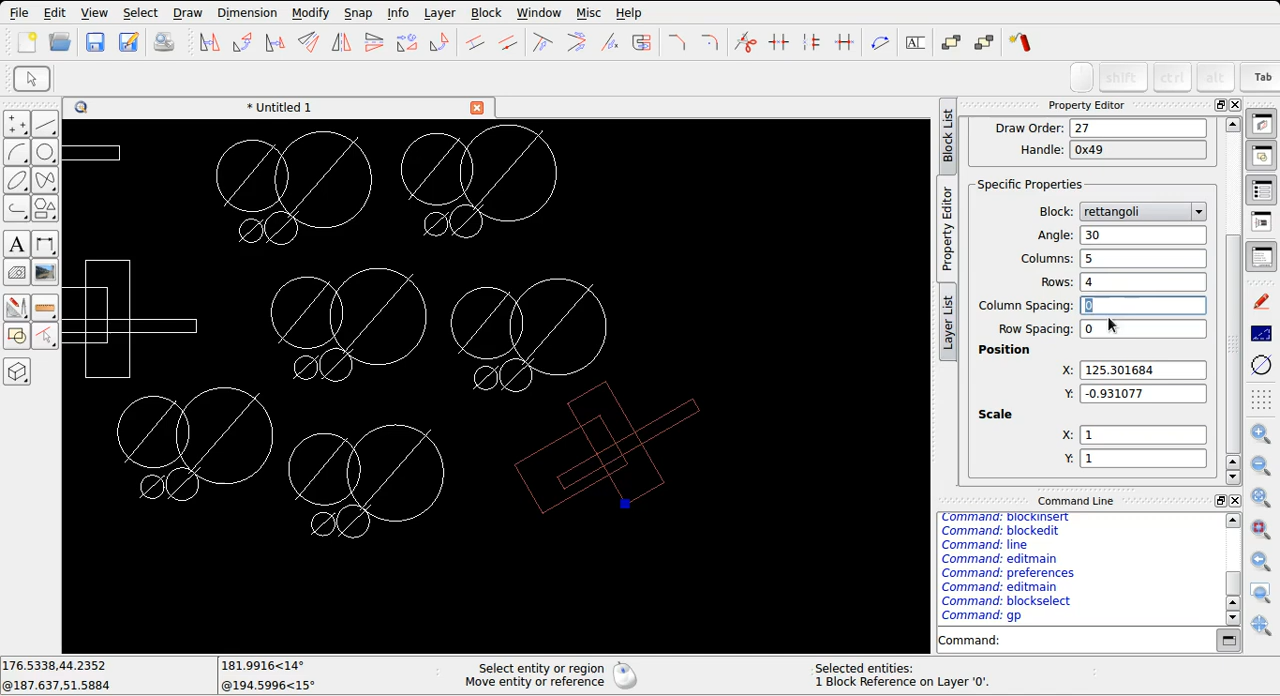 File Edit View Select Draw Dimension Modify Snap Info Layer Block Window Misc Help
shift ctrl alt Tab
* Untitled 1
Property Editor
Block List
Property Editor
Layer List
Draw Order: 27
Handle: 0x49
Specific Properties
Block: rettangoli
Angle: 30
Columns: 5
Rows: 4
Column Spacing: 0
Row Spacing: 0
Position
X: 125.301684
Y: -0.931077
Scale
X: 1
Y: 1
Command Line
Command: blockinsert
Command: blockedit
Command: line
Command: editmain
Command: preferences
Command: editmain
Command: blockselect
Command: gp
Command:
176.5338,44.2352
@187.637,51.5884
181.9916<14°
@194.5996<15°
Select entity or region
Move entity or reference
Selected entities:
1 Block Reference on Layer '0'.